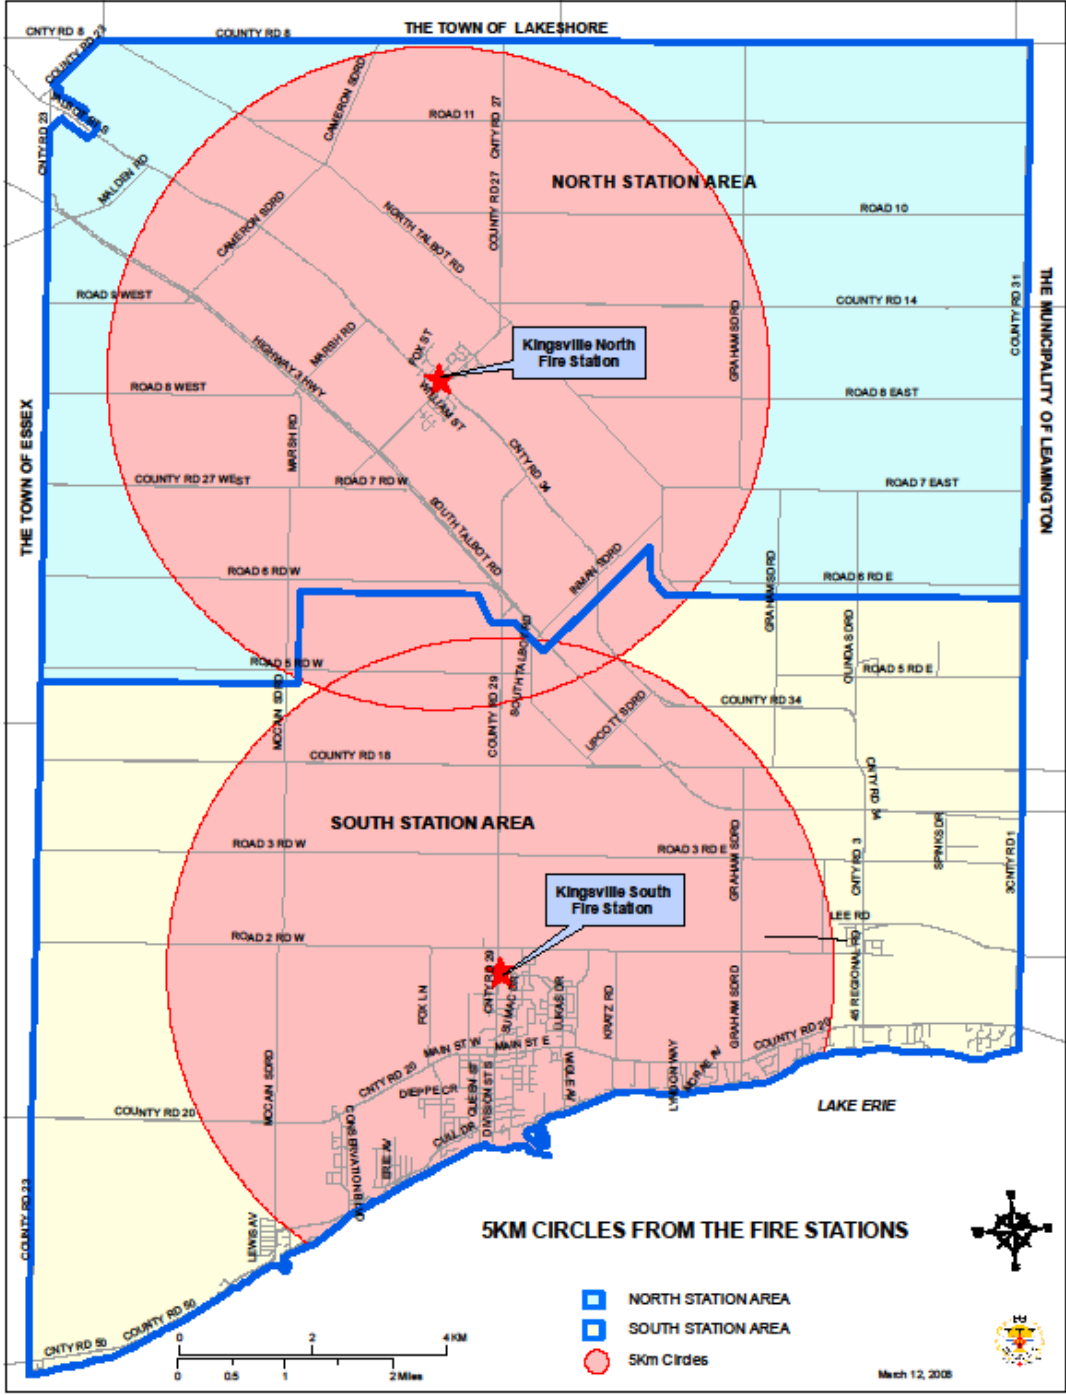 THE TOWN OF LAKESHORE
CNTY RD 8
COUNTY RD 23
COUNTY RD 8
CAMERON SDRD
CNTY RD 27
ROAD 11
CNTY RD 23
MALDEN RD
NORTH STATION AREA
COUNTY RD 27
CAMERON SDRD
NORTH TALBOT RD
ROAD 10
THE MUNICIPALITY OF LEAMINGTON
COUNTY RD 31
ROAD 9 WEST
COUNTY RD 14
GRAHAM SDRD
MARSH RD
FOX ST
Kingsville North
Fire Station
HIGHWAY 3 HWY
ROAD 8 WEST
WILLIAM ST
ROAD 8 EAST
THE TOWN OF ESSEX
MARSH RD
CNTY RD 34
COUNTY RD 27 WEST
ROAD 7 RD W
ROAD 7 EAST
SOUTH TALBOT RD
INMAN SDRD
ROAD 6 RD W
GRAHAM SDRD
ROAD 6 RD E
SOUTH TALBOT RD
OLINDA SDRD
ROAD 5 RD W
ROAD 5 RD E
MCCAIN SDRD
COUNTY RD 29
UPCOTT SDRD
COUNTY RD 34
COUNTY RD 18
CNTY RD 34
SOUTH STATION AREA
ROAD 3 RD W
ROAD 3 RD E
GRAHAM SDRD
CNTY RD 3
SPINKS DR
3CNTY RD 1
Kingsville South
Fire Station
LEE RD
ROAD 2 RD W
CNTY RD 29
SUMAC DR
LUKAS DR
FOX LN
KRATZ RD
GRAHAM SDRD
45 REGIONAL RD
COUNTY RD 20
MAIN ST W
MAIN ST E
CNTY RD 20
LYNDON WAY
MCRAE AV
WIGLE AV
MCCAIN SDRD
DIEPPE CR
QUEEN ST
DIVISION ST S
COUNTY RD 20
CULL DR
CONSERVATION BLVD
ERIE AV
LAKE ERIE
COUNTY RD 23
LEWIS AV
5KM CIRCLES FROM THE FIRE STATIONS
NORTH STATION AREA
SOUTH STATION AREA
5Km Circles
COUNTY RD 50
CNTY RD 50
0 2 4 KM
0 0.5 1 2 Miles